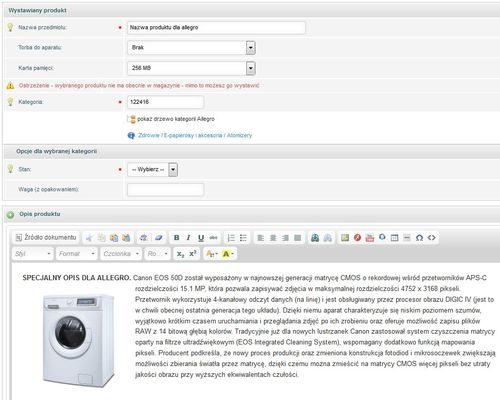 Wystawiany produkt
Nazwa przedmiotu: Nazwa produktu dla allegro
Torba do aparatu: Brak
Karta pamięci: 256 MB
Ostrzeżenie - wybranego produktu nie ma obecnie w magazynie - mimo to możesz go wystawić
Kategoria: 122416
pokaż drzewo kategorii Allegro
Zdrowie / E-papierosy i akcesoria / Atomizery
Opcje dla wybranej kategorii
Stan: -- Wybierz --
Waga (z opakowaniem):
Opis produktu
Źródło dokumentu B I U abc
Styl Format Czcionka Ro... X₂ X² A A
SPECJALNY OPIS DLA ALLEGRO. Canon EOS 50D został wyposażony w najnowszej generacji matrycę CMOS o rekordowej wśród przetworników APS-C
rozdzielczości 15.1 MP, która pozwala zapisywać zdjęcia w maksymalnej rozdzielczości 4752 x 3168 pikseli.
Przetwornik wykorzystuje 4-kanałowy odczyt danych (na linię) i jest obsługiwany przez procesor obrazu DIGIC IV (jest to
w chwili obecnej ostatnia generacja tego układu). Dzięki niemu aparat charakteryzuje się niskim poziomem szumów,
wyjątkowo krótkim czasem uruchamiania i przeglądania zdjęć po ich zrobieniu oraz oferuje możliwość zapisu plików
RAW z 14 bitową głębią kolorów. Tradycyjnie już dla nowych lustrzanek Canon zastosował system czyszczenia matrycy
oparty na filtrze ultradźwiękowym (EOS Integrated Cleaning System), wspomagany dodatkowo funkcją mapowania
pikseli. Producent podkreśla, że nowy proces produkcji oraz zmieniona konstrukcja fotodiod i mikrosoczewek zwiększają
możliwości zbierania światła przez matrycę, dzięki czemu można zmieścić na matrycy CMOS więcej pikseli bez utraty
jakości obrazu przy wyższych ekwiwalentach czułości.